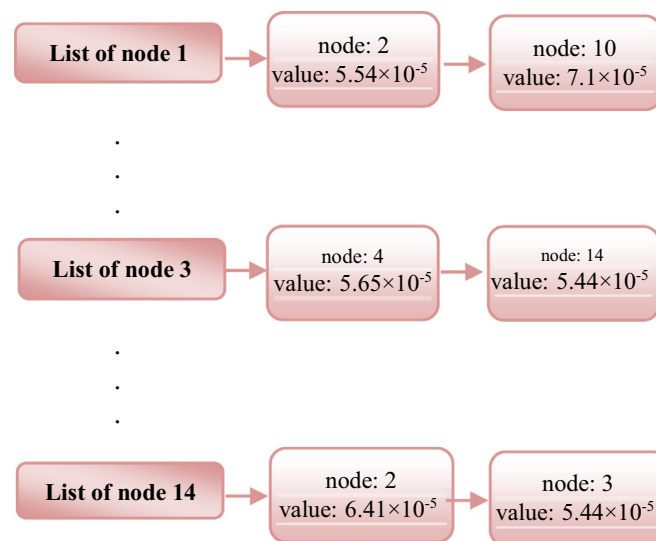 List of node 1
node: 2
value: 5.54×10⁻⁵
node: 10
value: 7.1×10⁻⁵
.
.
.
List of node 3
node: 4
value: 5.65×10⁻⁵
node: 14
value: 5.44×10⁻⁵
.
.
.
List of node 14
node: 2
value: 6.41×10⁻⁵
node: 3
value: 5.44×10⁻⁵